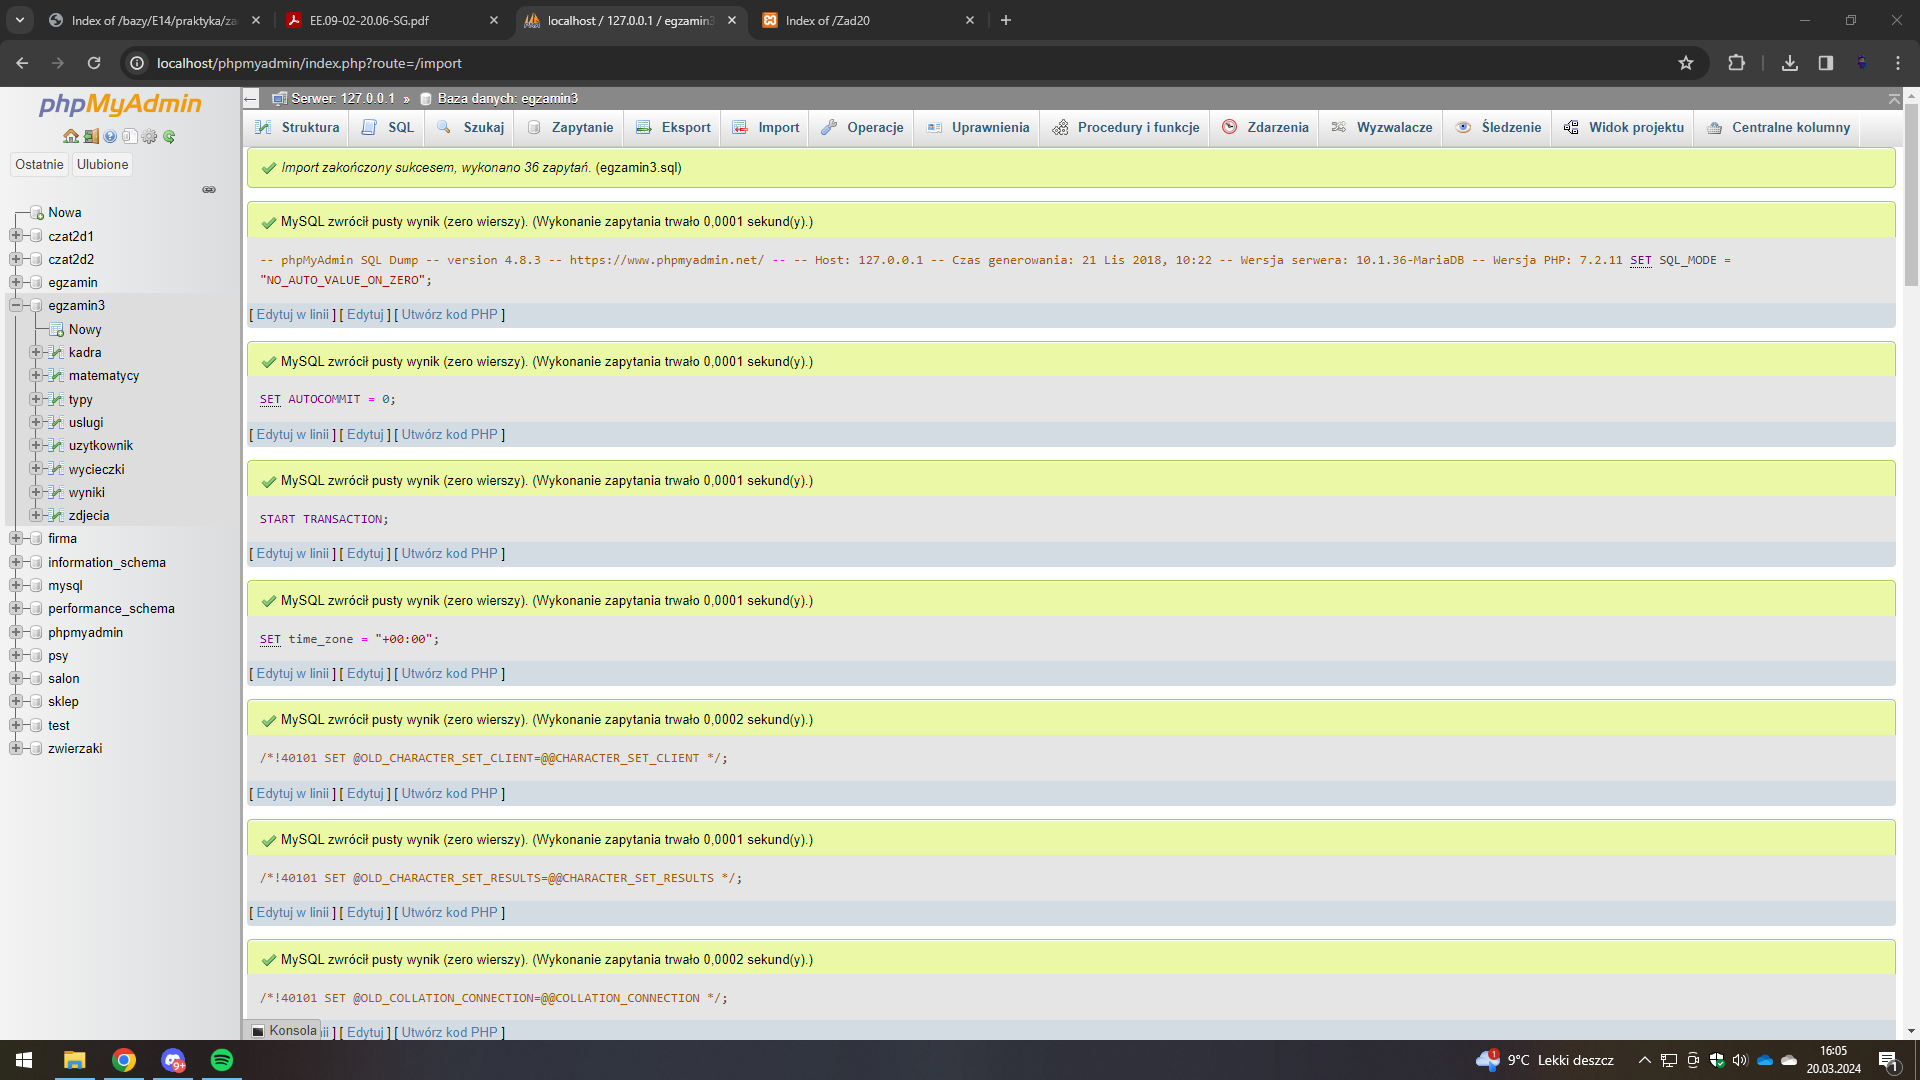 Index of /bazy/E14/praktyka/za
EE.09-02-20.06-SG.pdf
localhost / 127.0.0.1 / egzamin3
Index of /Zad20
localhost/phpmyadmin/index.php?route=/import
phpMyAdmin
Ostatnie Ulubione
Nowa
czat2d1
czat2d2
egzamin
egzamin3
Nowy
kadra
matematycy
typy
uslugi
uzytkownik
wycieczki
wyniki
zdjecia
firma
information_schema
mysql
performance_schema
phpmyadmin
psy
salon
sklep
test
zwierzaki
Serwer: 127.0.0.1 » Baza danych: egzamin3
Struktura SQL Szukaj Zapytanie Eksport Import Operacje Uprawnienia Procedury i funkcje Zdarzenia Wyzwalacze Śledzenie Widok projektu Centralne kolumny
Import zakończony sukcesem, wykonano 36 zapytań. (egzamin3.sql)
MySQL zwrócił pusty wynik (zero wierszy). (Wykonanie zapytania trwało 0,0001 sekund(y).)
-- phpMyAdmin SQL Dump -- version 4.8.3 -- https://www.phpmyadmin.net/ -- -- Host: 127.0.0.1 -- Czas generowania: 21 Lis 2018, 10:22 -- Wersja serwera: 10.1.36-MariaDB -- Wersja PHP: 7.2.11 SET SQL_MODE =
"NO_AUTO_VALUE_ON_ZERO";
[ Edytuj w linii ] [ Edytuj ] [ Utwórz kod PHP ]
MySQL zwrócił pusty wynik (zero wierszy). (Wykonanie zapytania trwało 0,0001 sekund(y).)
SET AUTOCOMMIT = 0;
[ Edytuj w linii ] [ Edytuj ] [ Utwórz kod PHP ]
MySQL zwrócił pusty wynik (zero wierszy). (Wykonanie zapytania trwało 0,0001 sekund(y).)
START TRANSACTION;
[ Edytuj w linii ] [ Edytuj ] [ Utwórz kod PHP ]
MySQL zwrócił pusty wynik (zero wierszy). (Wykonanie zapytania trwało 0,0001 sekund(y).)
SET time_zone = "+00:00";
[ Edytuj w linii ] [ Edytuj ] [ Utwórz kod PHP ]
MySQL zwrócił pusty wynik (zero wierszy). (Wykonanie zapytania trwało 0,0002 sekund(y).)
/*!40101 SET @OLD_CHARACTER_SET_CLIENT=@@CHARACTER_SET_CLIENT */;
[ Edytuj w linii ] [ Edytuj ] [ Utwórz kod PHP ]
MySQL zwrócił pusty wynik (zero wierszy). (Wykonanie zapytania trwało 0,0001 sekund(y).)
/*!40101 SET @OLD_CHARACTER_SET_RESULTS=@@CHARACTER_SET_RESULTS */;
[ Edytuj w linii ] [ Edytuj ] [ Utwórz kod PHP ]
MySQL zwrócił pusty wynik (zero wierszy). (Wykonanie zapytania trwało 0,0002 sekund(y).)
/*!40101 SET @OLD_COLLATION_CONNECTION=@@COLLATION_CONNECTION */;
Konsola nii ] [ Edytuj ] [ Utwórz kod PHP ]
9+
1
9°C Lekki deszcz
16:05
20.03.2024
1